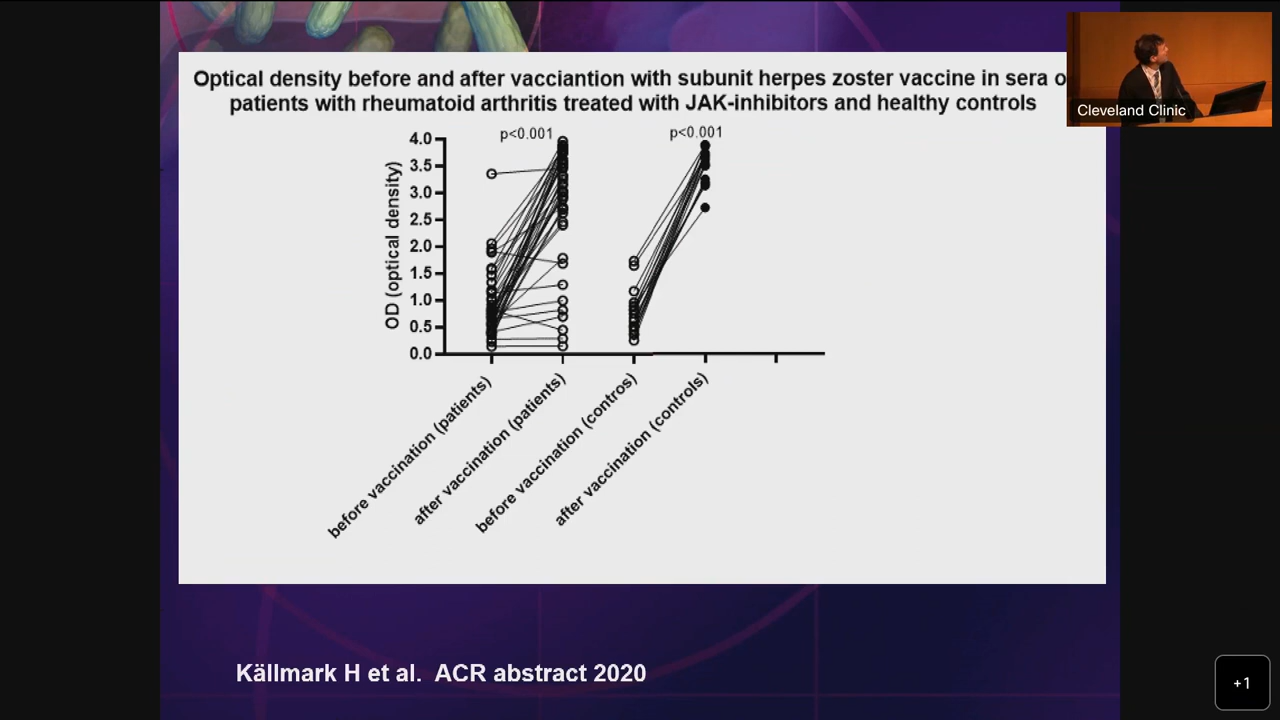 Optical density before and after vacciantion with subunit herpes zoster vaccine in sera o
patients with rheumatoid arthritis treated with JAK-inhibitors and healthy controls
Cleveland Clinic
p<0.001
p<0.001
OD (optical density)
4.0
3.5
3.0
2.5
2.0
1.5
1.0
0.5
0.0
before vaccination (patients)
after vaccination (patients)
before vaccination (contros)
after vaccination (controls)
Källmark H et al. ACR abstract 2020
+1